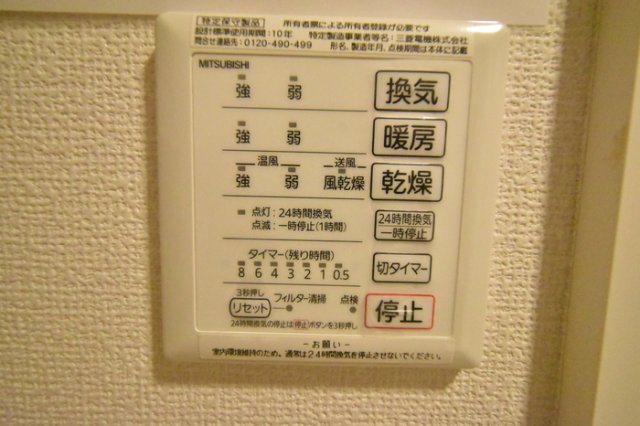 特定保守製品 所有者票による所有者登録が必要です
設計標準使用期間:10年 特定製造事業者等名:三菱電機株式会社
問合せ連絡先:0120-490-499 形名、製造年月、点検期間は本体に記載
MITSUBISHI
強 弱 換気
強 弱 暖房
温風 送風
強 弱 風乾燥 乾燥
点灯:24時間換気
点滅:一時停止(1時間)
24時間換気
一時停止
タイマー(残り時間)
8 6 4 3 2 1 0.5
切タイマー
3秒押し
リセット フィルター清掃 点検
停止
24時間換気の停止は停止ボタンを3秒押し
-お願い-
室内環境維持のため。通常は24時間換気を停止させないでください。